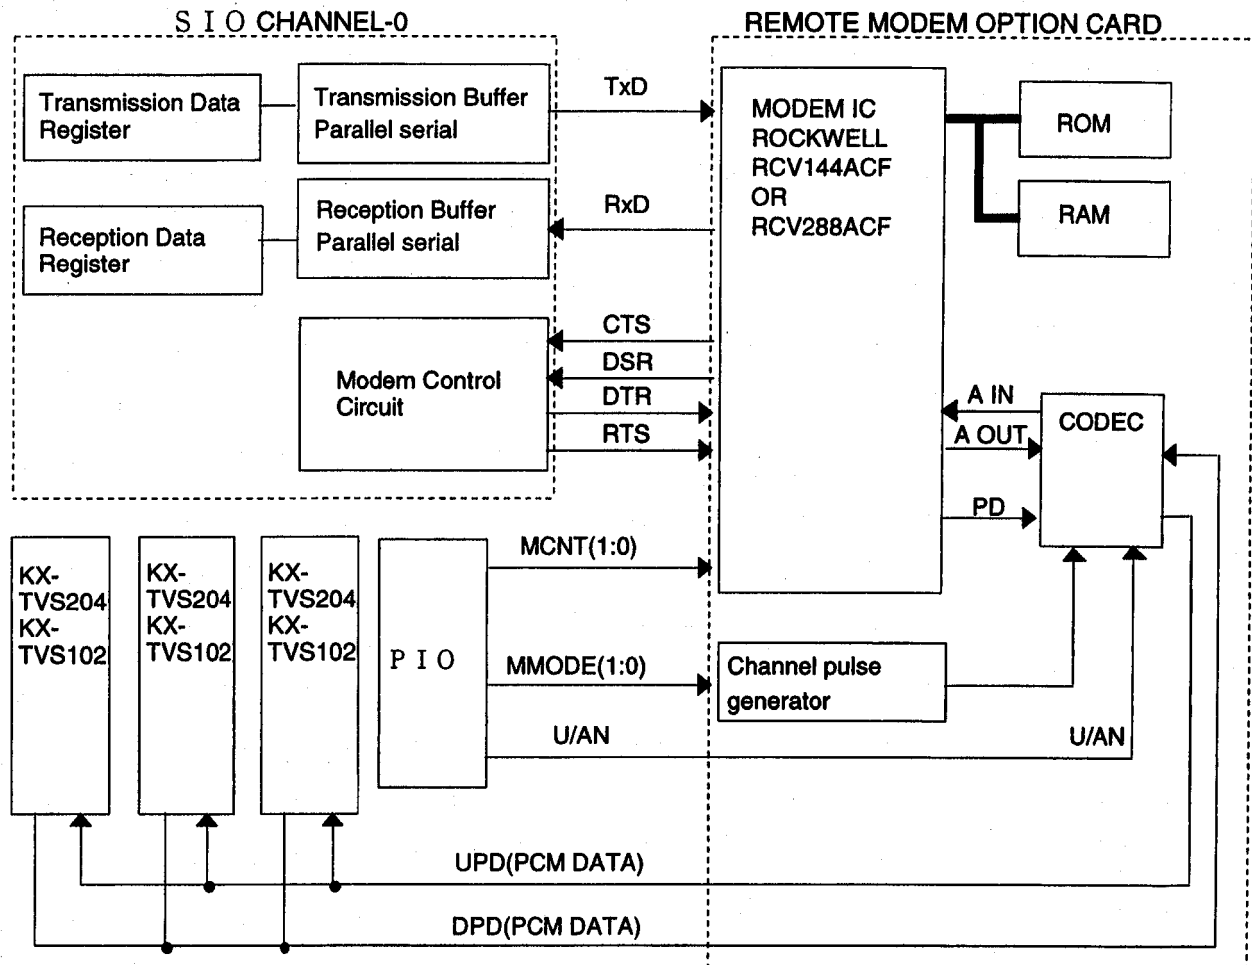 S I O CHANNEL-0
REMOTE MODEM OPTION CARD
Transmission Data
Register
Transmission Buffer
Parallel serial
TxD
MODEM IC
ROCKWELL
RCV144ACF
OR
RCV288ACF
ROM
RAM
Reception Data
Register
Reception Buffer
Parallel serial
RxD
Modem Control
Circuit
CTS
DSR
DTR
RTS
A IN
A OUT
PD
CODEC
KX-
TVS204
KX-
TVS102
KX-
TVS204
KX-
TVS102
KX-
TVS204
KX-
TVS102
P I O
MCNT(1:0)
MMODE(1:0)
U/AN
Channel pulse
generator
U/AN
UPD(PCM DATA)
DPD(PCM DATA)